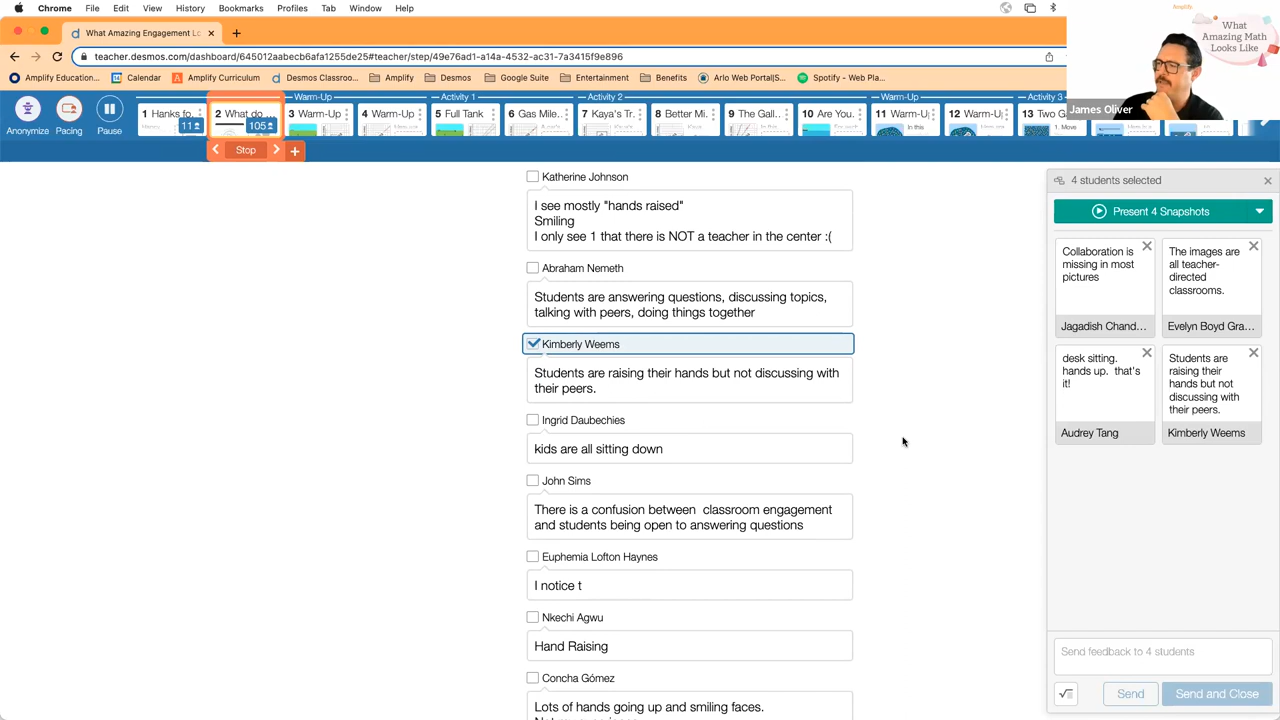 Chrome File Edit View History Bookmarks Profiles Tab Window Help
Amplify
What Amazing Engagement Lo
teacher.desmos.com/dashboard/645012aabecb6afa1255de25#teacher/step/49e76ad1-a14a-4532-ac31-7a3415f9e896
Amplify Education... Calendar Amplify Curriculum Desmos Classroo... Amplify Desmos Google Suite Entertainment Benefits Arlo Web Portal|S... Spotify - Web Pla...
What
Amazing Math
Looks Like
James Oliver
Warm-Up Activity 1 Activity 2 Warm-Up Activity 3
Anonymize Pacing Pause
1 Hanks fo. 2 What do ... 3 Warm-Up 4 Warm-Up. 5 Full Tank 6 Gas Mile.. 7 Kaya's Tr. 8 Better Mi. 9 The Gall.. 10 Are You. 11 Warm-U 12 Warm-U 13 Two G
11 105
Stop
Katherine Johnson
I see mostly "hands raised"
Smiling
I only see 1 that there is NOT a teacher in the center :(
Abraham Nemeth
Students are answering questions, discussing topics,
talking with peers, doing things together
Kimberly Weems
Students are raising their hands but not discussing with
their peers.
Ingrid Daubechies
kids are all sitting down
John Sims
There is a confusion between classroom engagement
and students being open to answering questions
Euphemia Lofton Haynes
I notice t
Nkechi Agwu
Hand Raising
Concha Gómez
Lots of hands going up and smiling faces.
4 students selected
Present 4 Snapshots
Collaboration is
missing in most
pictures
Jagadish Chand...
The images are
all teacher-
directed
classrooms.
Evelyn Boyd Gra...
desk sitting.
hands up. that's
it!
Audrey Tang
Students are
raising their
hands but not
discussing with
their peers.
Kimberly Weems
Send feedback to 4 students
Send
Send and Close